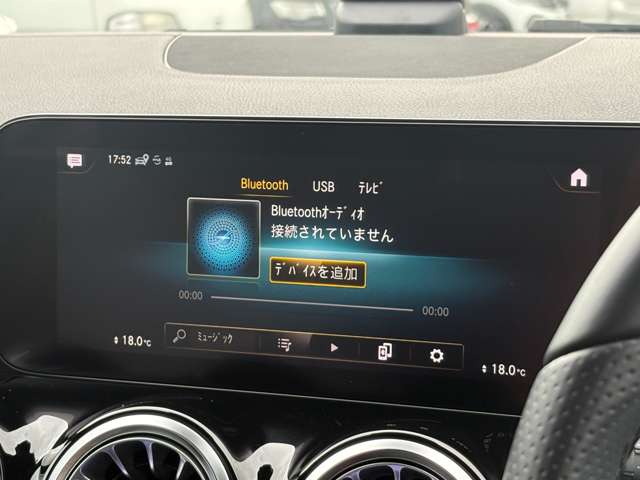 17:52
Bluetooth USB ﾃﾚﾋﾞ
Bluetoothｵｰﾃﾞｨｵ
接続されていません
ﾃﾞﾊﾞｲｽを追加
00:00 00:00
18.0℃ ﾐｭｰｼﾞｯｸ 18.0℃